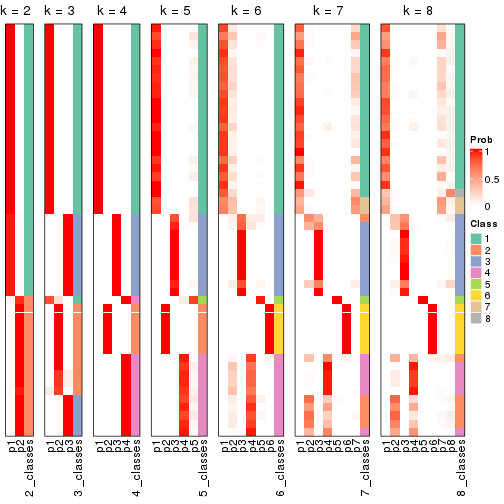 k = 2
k = 3
k = 4
k = 5
k = 6
k = 7
k = 8
Prob
1
0.5
0
Class
1
2
3
4
5
6
7
8
p1
p2
2_classes
p1
p2
p3
3_classes
p1
p2
p3
p4
4_classes
p1
p2
p3
p4
p5
5_classes
p1
p2
p3
p4
p5
p6
6_classes
p1
p2
p3
p4
p5
p6
p7
7_classes
p1
p2
p3
p4
p5
p6
p7
p8
8_classes